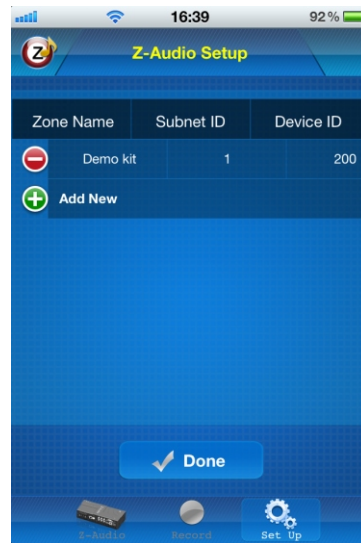 16:39 92%
Z
Z-Audio Setup
Zone Name Subnet ID Device ID
Demo kit 1 200
Add New
Done
Z-Audio Record Set Up